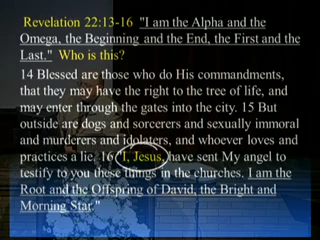 Revelation 22:13-16 "I am the Alpha and the
Omega, the Beginning and the End, the First and the
Last." Who is this?
14 Blessed are those who do His commandments,
that they may have the right to the tree of life, and
may enter through the gates into the city. 15 But
outside are dogs and sorcerers and sexually immoral
and murderers and idolaters, and whoever loves and
practices a lie. 16 "I, Jesus, have sent My angel to
testify to you these things in the churches. I am the
Root and the Offspring of David, the Bright and
Morning Star."